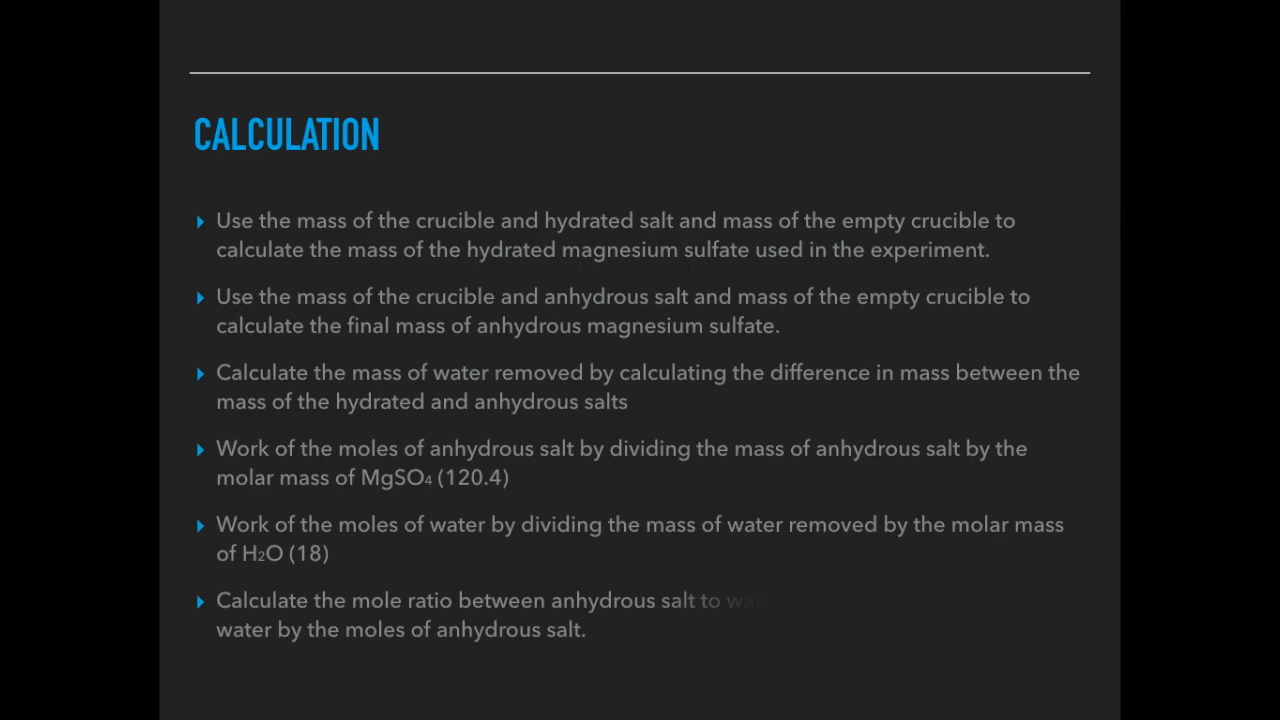 CALCULATION
Use the mass of the crucible and hydrated salt and mass of the empty crucible to
calculate the mass of the hydrated magnesium sulfate used in the experiment.
Use the mass of the crucible and anhydrous salt and mass of the empty crucible to
calculate the final mass of anhydrous magnesium sulfate.
Calculate the mass of water removed by calculating the difference in mass between the
mass of the hydrated and anhydrous salts
Work of the moles of anhydrous salt by dividing the mass of anhydrous salt by the
molar mass of MgSO₄ (120.4)
Work of the moles of water by dividing the mass of water removed by the molar mass
of H₂O (18)
Calculate the mole ratio between anhydrous salt to
water by the moles of anhydrous salt.